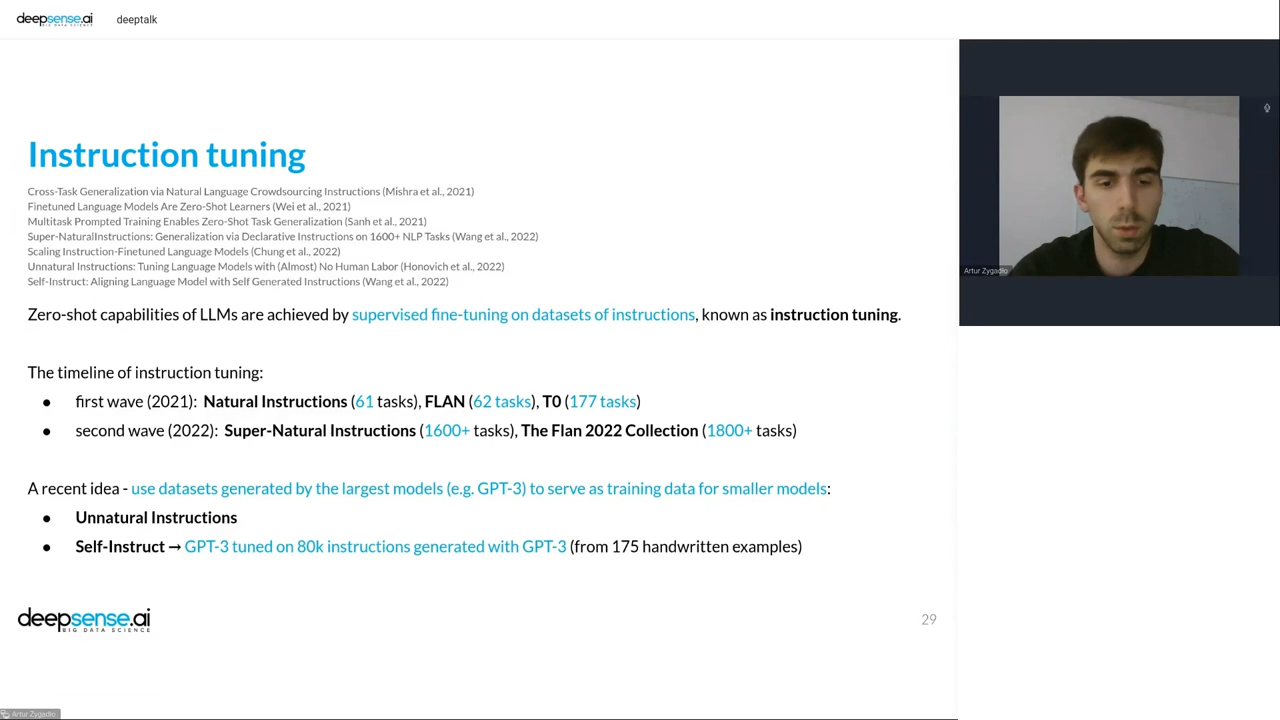 deepsense.ai
BIG DATA SCIENCE
deeptalk
Instruction tuning
Cross-Task Generalization via Natural Language Crowdsourcing Instructions (Mishra et al., 2021)
Finetuned Language Models Are Zero-Shot Learners (Wei et al., 2021)
Multitask Prompted Training Enables Zero-Shot Task Generalization (Sanh et al., 2021)
Super-NaturalInstructions: Generalization via Declarative Instructions on 1600+ NLP Tasks (Wang et al., 2022)
Scaling Instruction-Finetuned Language Models (Chung et al., 2022)
Unnatural Instructions: Tuning Language Models with (Almost) No Human Labor (Honovich et al., 2022)
Self-Instruct: Aligning Language Model with Self Generated Instructions (Wang et al., 2022)
Zero-shot capabilities of LLMs are achieved by supervised fine-tuning on datasets of instructions, known as instruction tuning.
The timeline of instruction tuning:
● first wave (2021): Natural Instructions (61 tasks), FLAN (62 tasks), T0 (177 tasks)
● second wave (2022): Super-Natural Instructions (1600+ tasks), The Flan 2022 Collection (1800+ tasks)
A recent idea - use datasets generated by the largest models (e.g. GPT-3) to serve as training data for smaller models:
● Unnatural Instructions
● Self-Instruct → GPT-3 tuned on 80k instructions generated with GPT-3 (from 175 handwritten examples)
deepsense.ai
BIG DATA SCIENCE
29
Artur Zygadło
Artur Zygadło